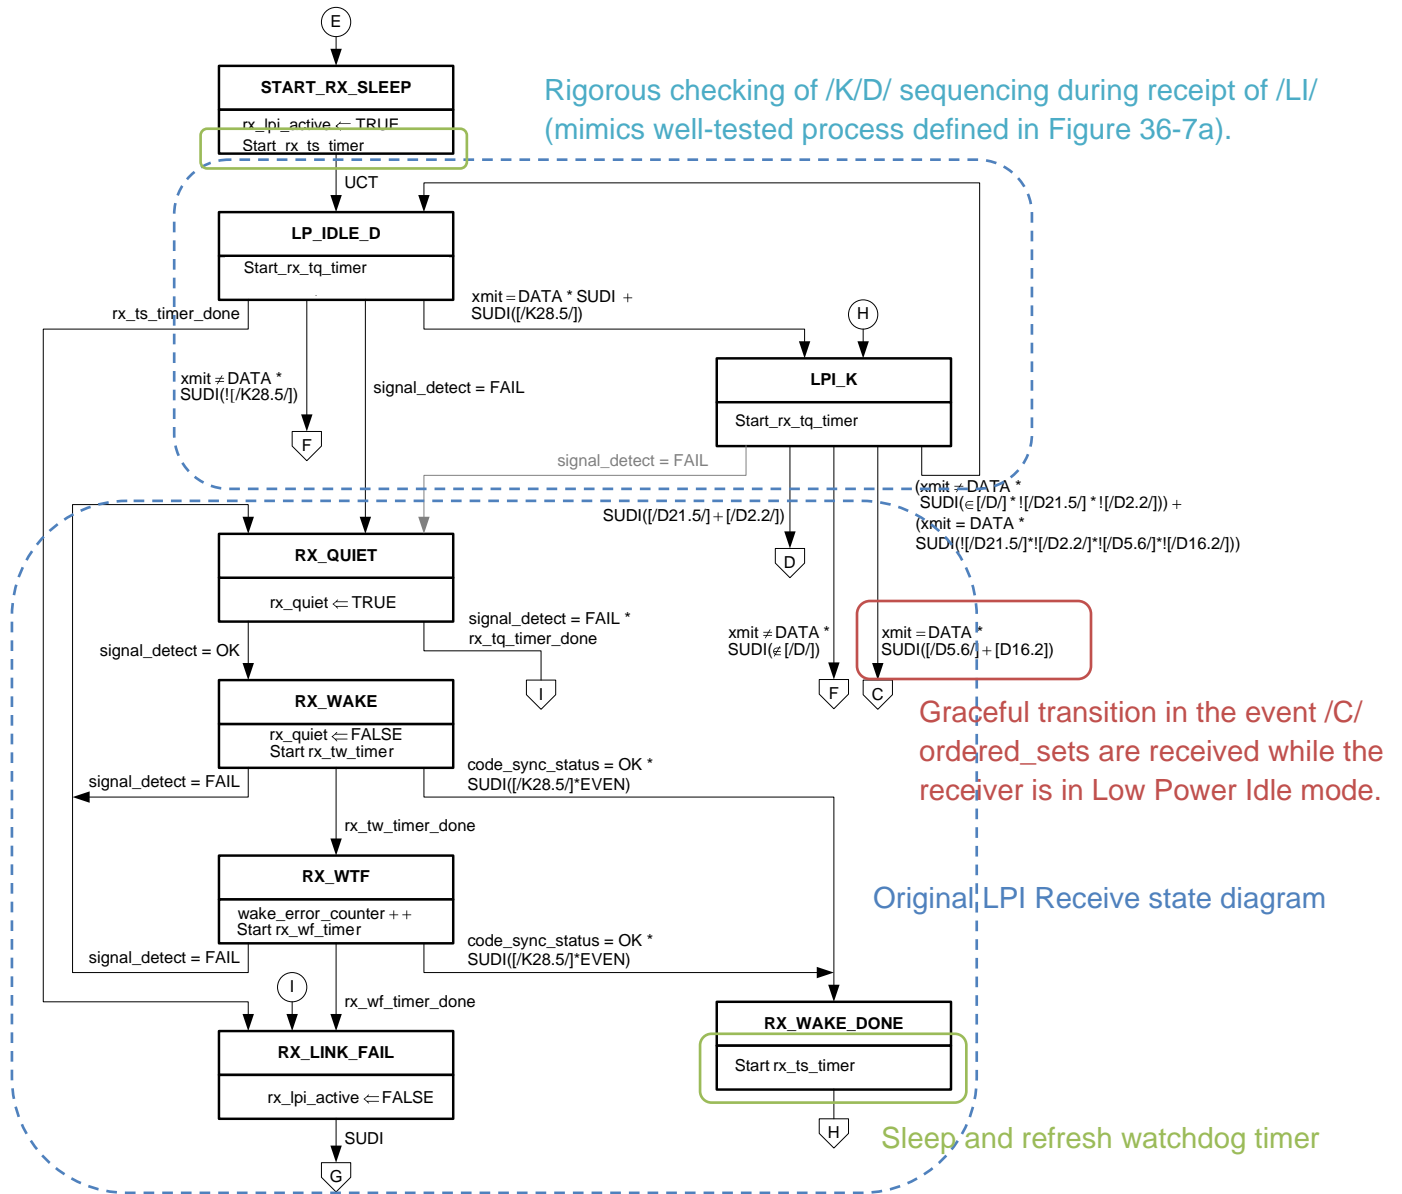 E
START_RX_SLEEP
rx_lpi_active ⇐ TRUE
Start_rx_ts_timer
Rigorous checking of /K/D/ sequencing during receipt of /LI/
(mimics well-tested process defined in Figure 36-7a).
UCT
LP_IDLE_D
Start_rx_tq_timer
rx_ts_timer_done
xmit = DATA * SUDI +
SUDI([/K28.5/])
H
xmit ≠ DATA *
SUDI(![/K28.5/])
signal_detect = FAIL
LPI_K
Start_rx_tq_timer
F
signal_detect = FAIL
(xmit ≠ DATA *
SUDI(∈[/D/] * ![/D21.5/] * ![/D2.2/])) +
(xmit = DATA *
SUDI(![/D21.5/]*![/D2.2/]*![/D5.6/]*![/D16.2/]))
SUDI([/D21.5/] + [/D2.2/])
D
RX_QUIET
rx_quiet ⇐ TRUE
signal_detect = FAIL *
rx_tq_timer_done
signal_detect = OK
xmit ≠ DATA *
SUDI(∉[/D/])
xmit = DATA *
SUDI([/D5.6/] + [D16.2])
I
F
C
RX_WAKE
rx_quiet ⇐ FALSE
Start rx_tw_timer
Graceful transition in the event /C/
ordered_sets are received while the
receiver is in Low Power Idle mode.
signal_detect = FAIL
code_sync_status = OK *
SUDI([/K28.5/]*EVEN)
rx_tw_timer_done
RX_WTF
wake_error_counter + +
Start rx_wf_timer
Original LPI Receive state diagram
signal_detect = FAIL
code_sync_status = OK *
SUDI([/K28.5/]*EVEN)
I
rx_wf_timer_done
RX_LINK_FAIL
rx_lpi_active ⇐ FALSE
RX_WAKE_DONE
Start rx_ts_timer
SUDI
G
H
Sleep and refresh watchdog timer